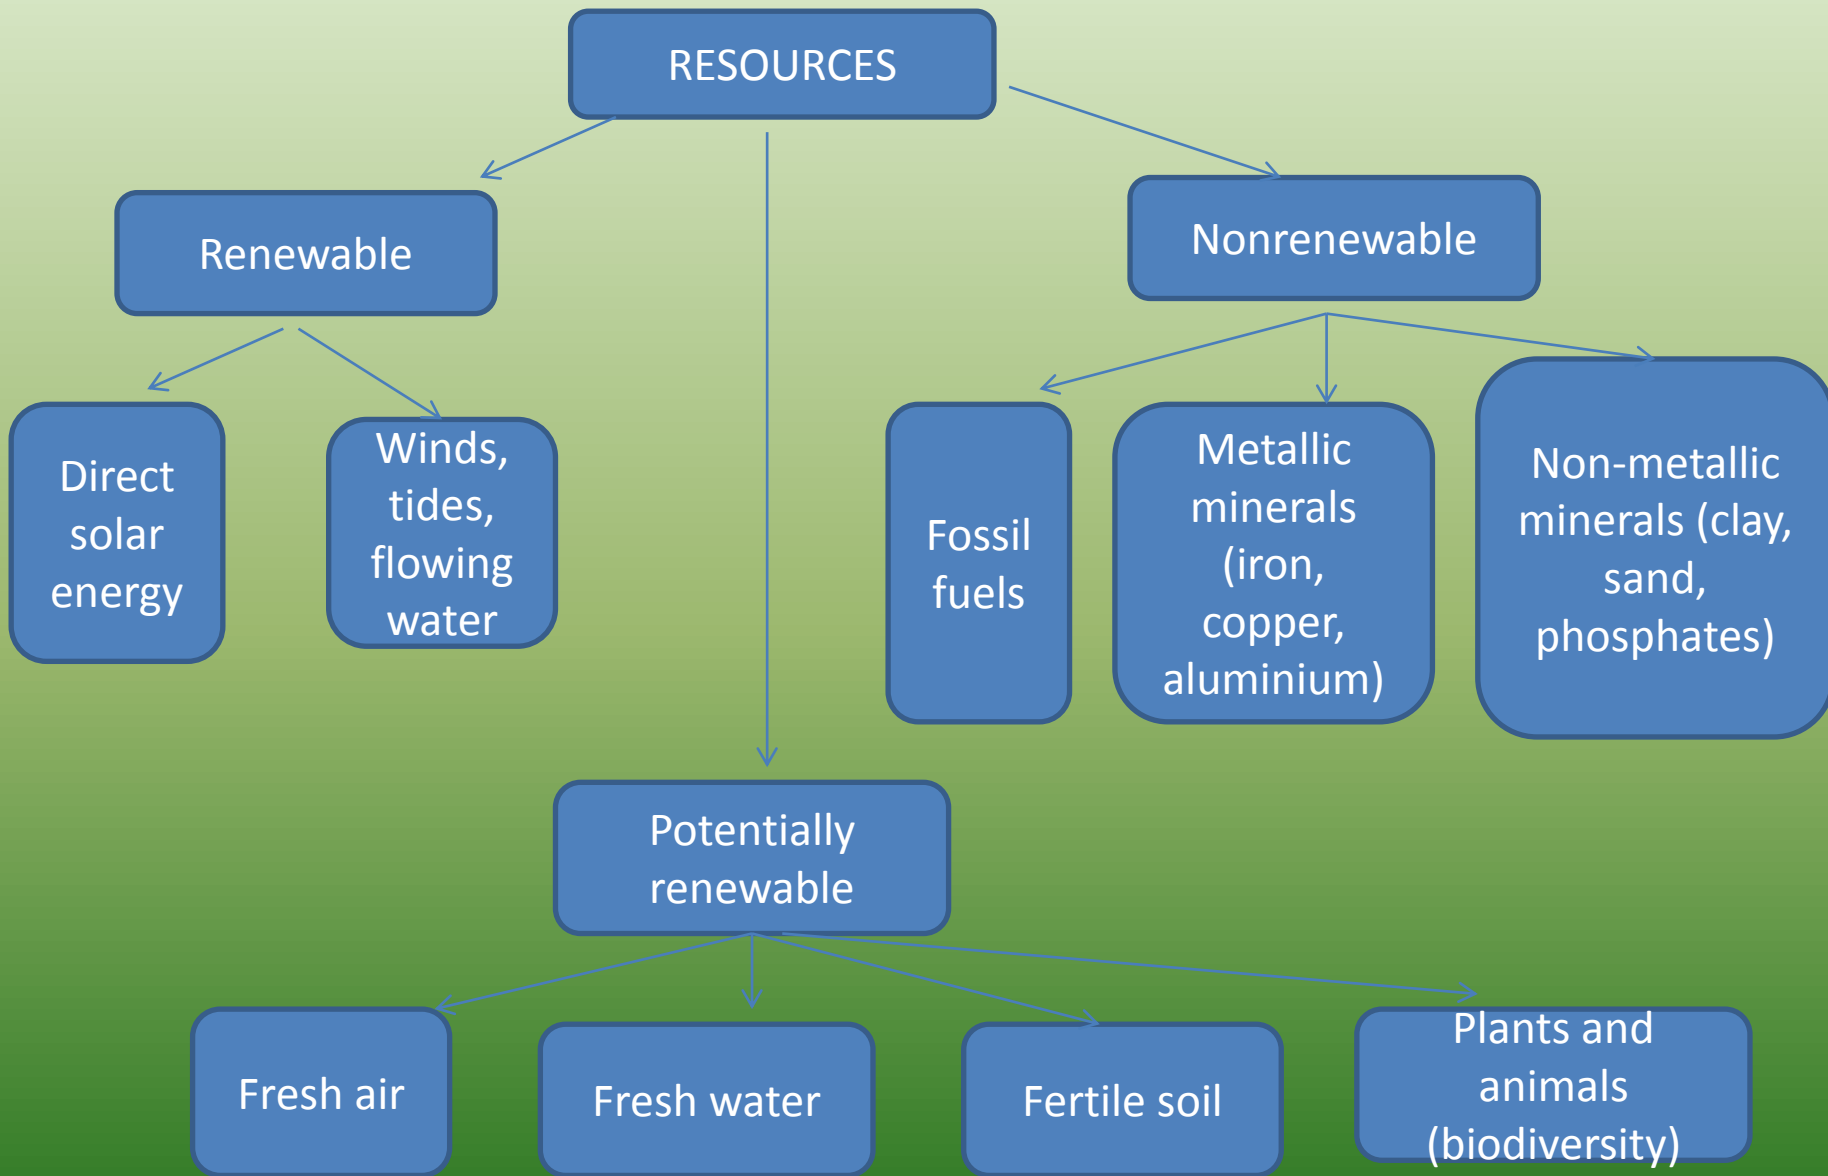 RESOURCES
Renewable
Nonrenewable
Direct
solar
energy
Winds,
tides,
flowing
water
Fossil
fuels
Metallic
minerals
(iron,
copper,
aluminium)
Non-metallic
minerals (clay,
sand,
phosphates)
Potentially
renewable
Fresh air
Fresh water
Fertile soil
Plants and
animals
(biodiversity)